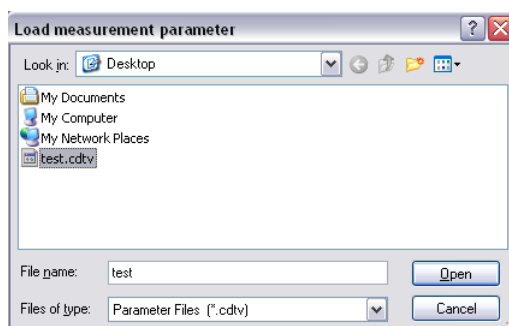 Load measurement parameter
Look in: Desktop
My Documents
My Computer
My Network Places
test.cdtv
File name: test Open
Files of type: Parameter Files (*.cdtv) Cancel